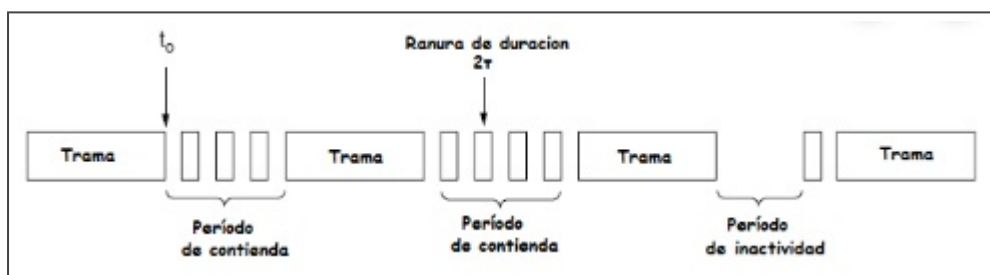 t₀
Ranura de duracion
2τ
Trama
Trama
Trama
Trama
Período
de contienda
Período
de contienda
Período
de inactividad